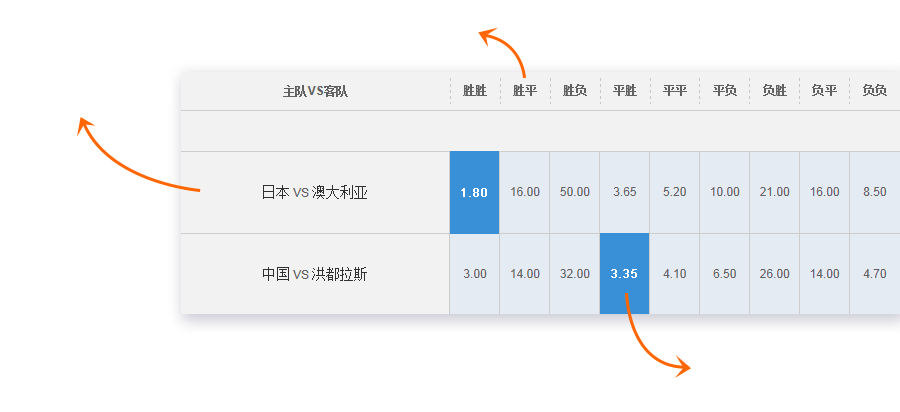 主队VS客队 胜胜 胜平 胜负 平胜 平平 平负 负胜 负平 负负
日本 VS 澳大利亚 1.80 16.00 50.00 3.65 5.20 10.00 21.00 16.00 8.50
中国 VS 洪都拉斯 3.00 14.00 32.00 3.35 4.10 6.50 26.00 14.00 4.70